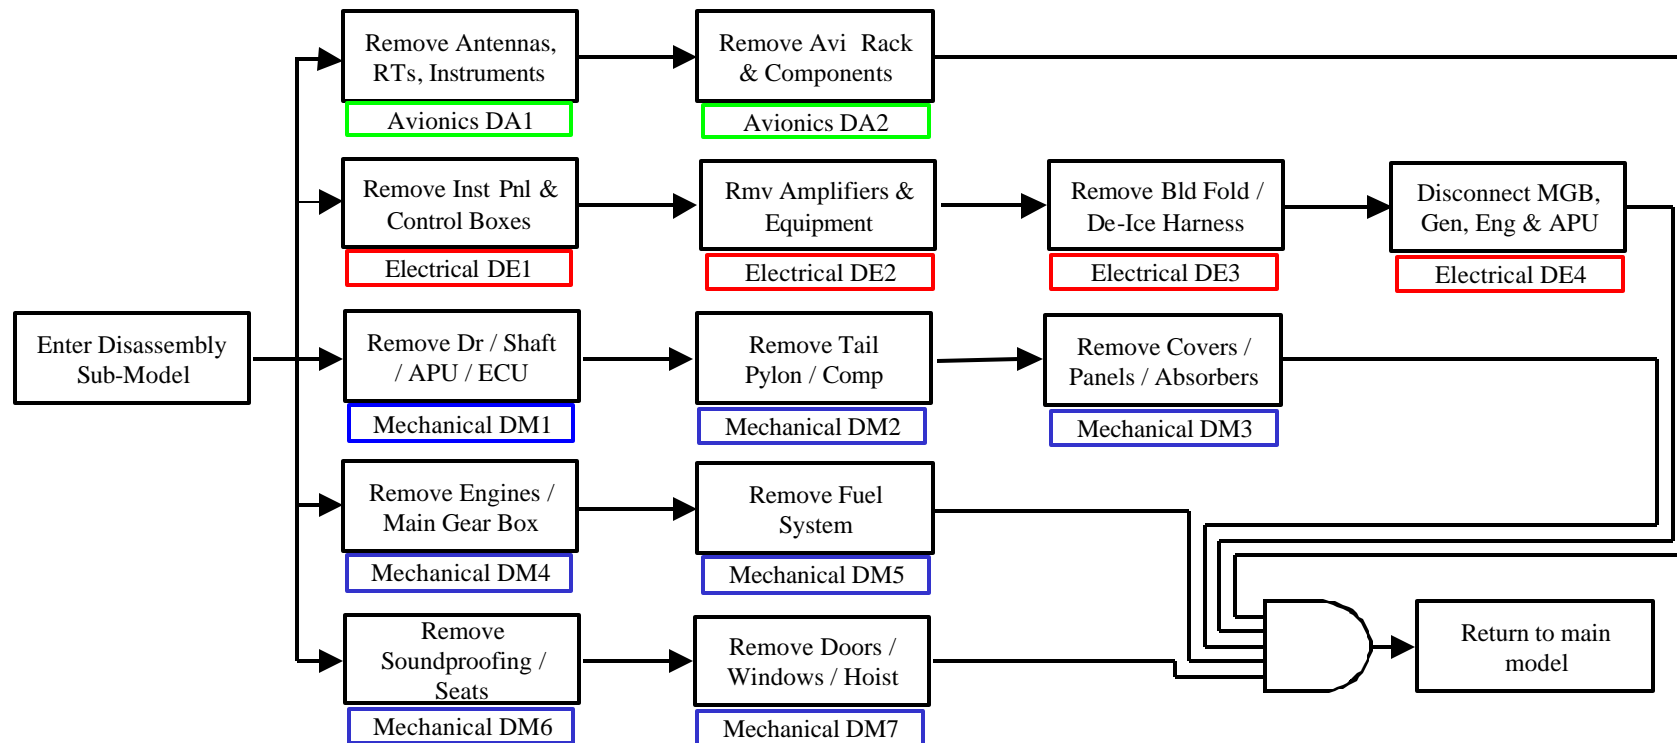 Remove Antennas,
RTs, Instruments
Avionics DA1
Remove Avi Rack
& Components
Avionics DA2
Remove Inst Pnl &
Control Boxes
Electrical DE1
Rmv Amplifiers &
Equipment
Electrical DE2
Remove Bld Fold /
De-Ice Harness
Electrical DE3
Disconnect MGB,
Gen, Eng & APU
Electrical DE4
Enter Disassembly
Sub-Model
Remove Dr / Shaft
/ APU / ECU
Mechanical DM1
Remove Tail
Pylon / Comp
Mechanical DM2
Remove Covers /
Panels / Absorbers
Mechanical DM3
Remove Engines /
Main Gear Box
Mechanical DM4
Remove Fuel
System
Mechanical DM5
Remove
Soundproofing /
Seats
Mechanical DM6
Remove Doors /
Windows / Hoist
Mechanical DM7
Return to main
model